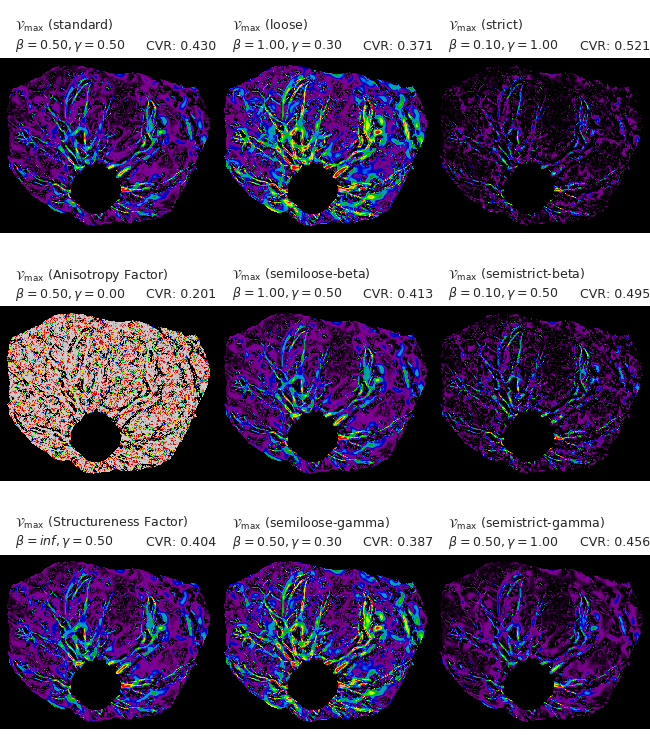 𝒱max (standard)
β = 0.50, γ = 0.50 CVR: 0.430
𝒱max (loose)
β = 1.00, γ = 0.30 CVR: 0.371
𝒱max (strict)
β = 0.10, γ = 1.00 CVR: 0.521
𝒱max (Anisotropy Factor)
β = 0.50, γ = 0.00 CVR: 0.201
𝒱max (semiloose-beta)
β = 1.00, γ = 0.50 CVR: 0.413
𝒱max (semistrict-beta)
β = 0.10, γ = 0.50 CVR: 0.495
𝒱max (Structureness Factor)
β = inf, γ = 0.50 CVR: 0.404
𝒱max (semiloose-gamma)
β = 0.50, γ = 0.30 CVR: 0.387
𝒱max (semistrict-gamma)
β = 0.50, γ = 1.00 CVR: 0.456